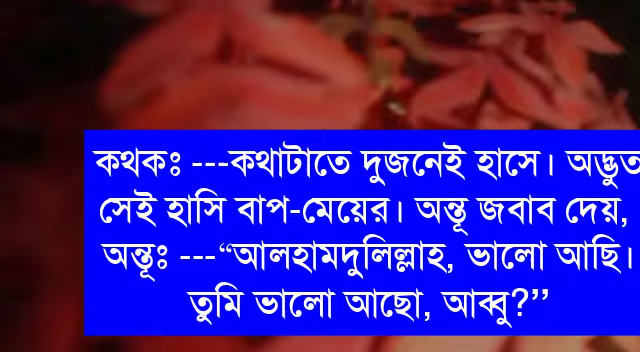 কথকঃ ---কথাটাতে দুজনেই হাসে। অদ্ভুত
সেই হাসি বাপ-মেয়ের। অন্তূ জবাব দেয়,
অন্তূঃ ---“আলহামদুলিল্লাহ, ভালো আছি।
তুমি ভালো আছো, আব্বু?’’